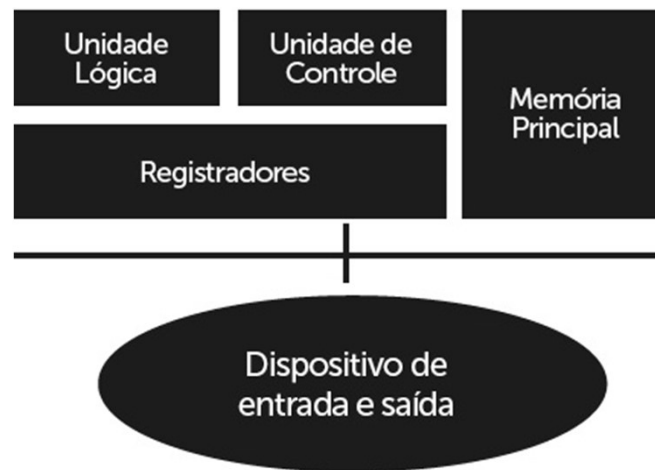 Unidade
Lógica
Unidade de
Controle
Memória
Principal
Registradores
Dispositivo de
entrada e saída